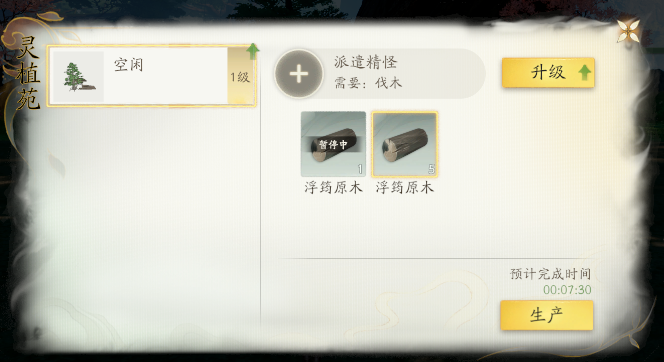 灵植苑
空闲
1级
派遣精怪
需要：伐木
升级
暂停中
1
5
浮筠原木
浮筠原木
预计完成时间
00:07:30
生产